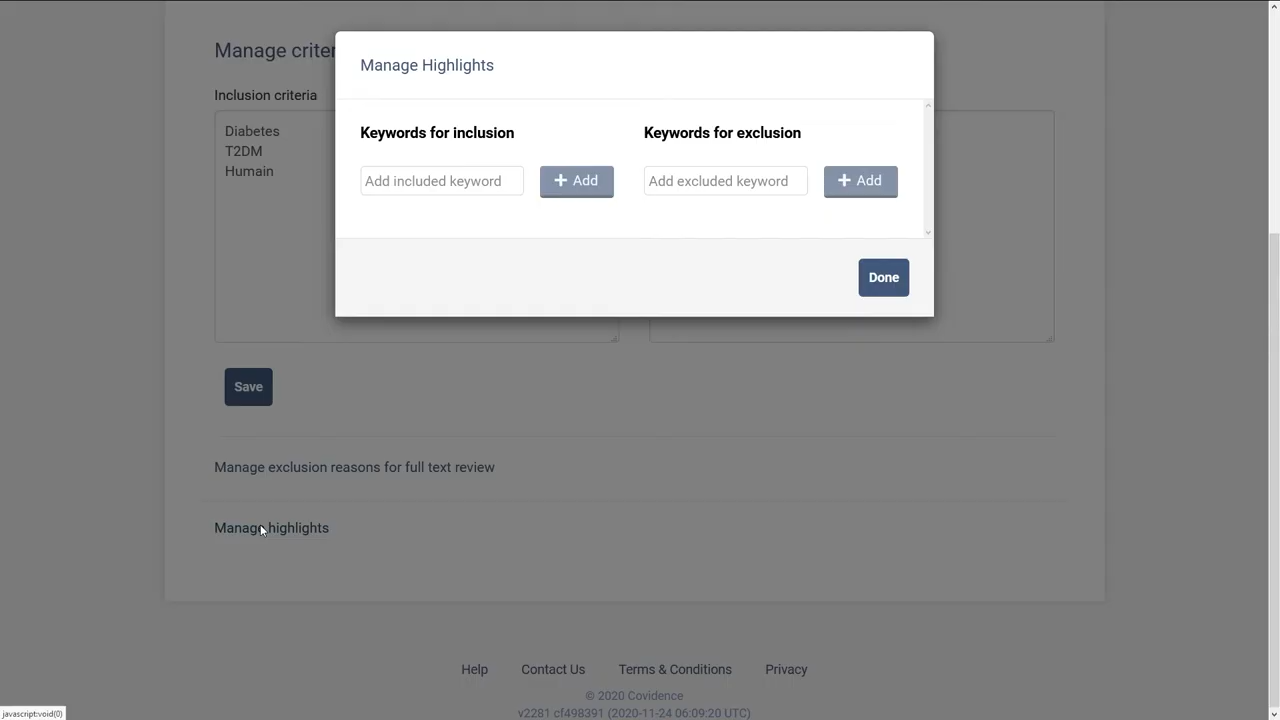 Manage criter
Manage Highlights
Inclusion criteria
Keywords for inclusion
Keywords for exclusion
Diabetes
T2DM
Humain
Add included keyword
Add
Add excluded keyword
Add
Done
Save
Manage exclusion reasons for full text review
Manage highlights
Help
Contact Us
Terms & Conditions
Privacy
© 2020 Covidence
v2281 cf498391 (2020-11-24 06:09:20 UTC)
javascript:void(0)